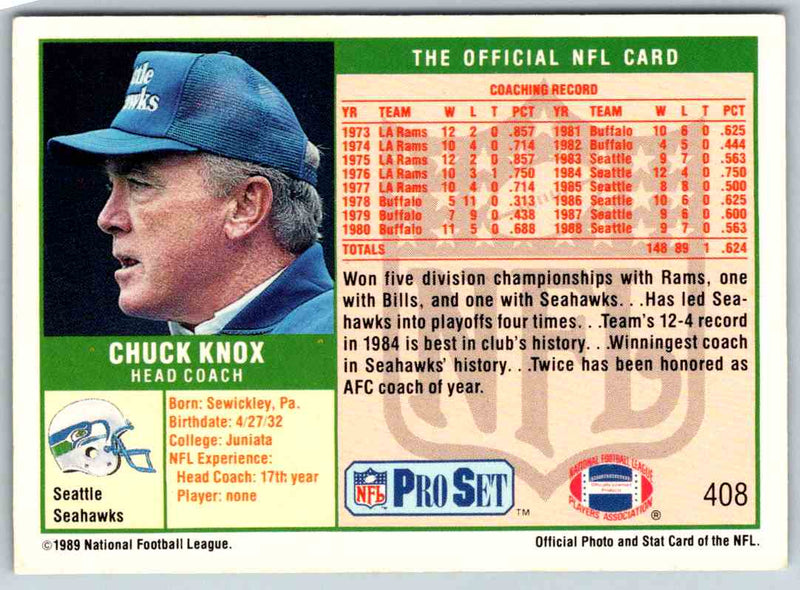 THE OFFICIAL NFL CARD
COACHING RECORD
YR TEAM W L T PCT YR TEAM W L T PCT
1973 LA Rams 12 2 0 .857 1981 Buffalo 10 6 0 .625
1974 LA Rams 10 4 0 .714 1982 Buffalo 4 5 0 .444
1975 LA Rams 12 2 0 .857 1983 Seattle 9 7 0 .563
1976 LA Rams 10 3 1 .750 1984 Seattle 12 4 0 .750
1977 LA Rams 10 4 0 .714 1985 Seattle 8 8 0 .500
1978 Buffalo 5 11 0 .313 1986 Seattle 10 6 0 .625
1979 Buffalo 7 9 0 .438 1987 Seattle 9 6 0 .600
1980 Buffalo 11 5 0 .688 1988 Seattle 9 7 0 .563
TOTALS 148 89 1 .624
Won five division championships with Rams, one
with Bills, and one with Seahawks. . .Has led Sea-
hawks into playoffs four times. . .Team's 12-4 record
in 1984 is best in club's history. . .Winningest coach
in Seahawks' history. . .Twice has been honored as
AFC coach of year.
CHUCK KNOX
HEAD COACH
Born: Sewickley, Pa.
Birthdate: 4/27/32
College: Juniata
NFL Experience:
Head Coach: 17th year
Player: none
Seattle
Seahawks
NFL
PRO SET™
NATIONAL FOOTBALL LEAGUE
Officially Licensed
Product
PLAYERS ASSOCIATION
®
408
NFL
©1989 National Football League.
Official Photo and Stat Card of the NFL.